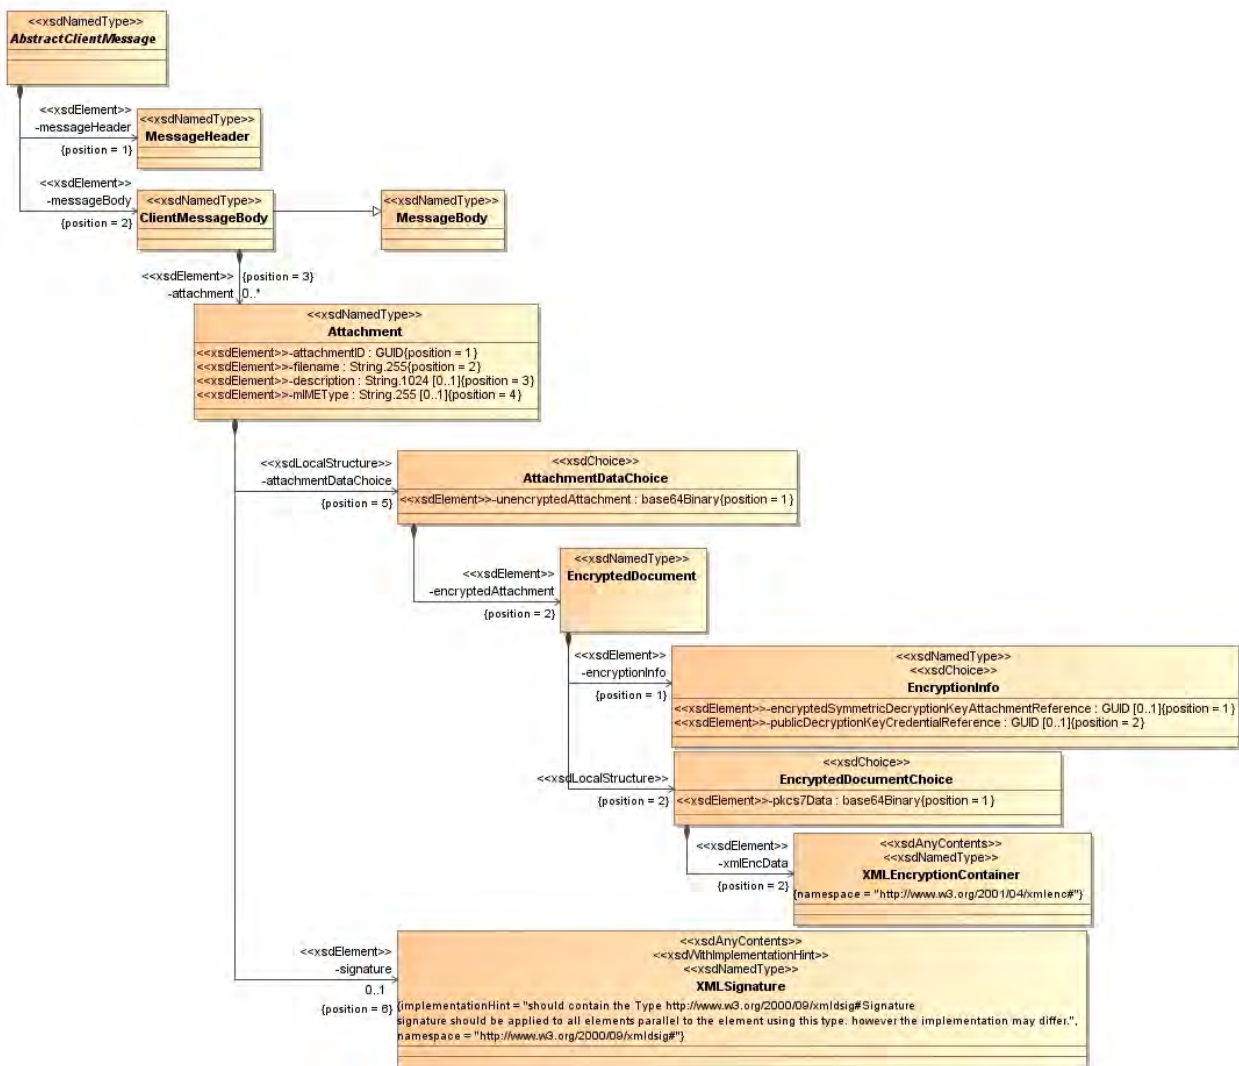 <<xsdNamedType>>
AbstractClientMessage
<<xsdElement>>
-messageHeader
{position = 1}
<<xsdNamedType>>
MessageHeader
<<xsdElement>>
-messageBody
{position = 2}
<<xsdNamedType>>
ClientMessageBody
<<xsdNamedType>>
MessageBody
<<xsdElement>>
{position = 3}
-attachment
0..*
<<xsdNamedType>>
Attachment
<<xsdElement>>-attachmentID : GUID{position = 1}
<<xsdElement>>-filename : String.255{position = 2}
<<xsdElement>>-description : String.1024 [0..1]{position = 3}
<<xsdElement>>-mIMEType : String.255 [0..1]{position = 4}
<<xsdLocalStructure>>
-attachmentDataChoice
{position = 5}
<<xsdChoice>>
AttachmentDataChoice
<<xsdElement>>-unencryptedAttachment : base64Binary{position = 1}
<<xsdElement>>
-encryptedAttachment
{position = 2}
<<xsdNamedType>>
EncryptedDocument
<<xsdElement>>
-encryptionInfo
{position = 1}
<<xsdNamedType>>
<<xsdChoice>>
EncryptionInfo
<<xsdElement>>-encryptedSymmetricDecryptionKeyAttachmentReference : GUID [0..1]{position = 1}
<<xsdElement>>-publicDecryptionKeyCredentialReference : GUID [0..1]{position = 2}
<<xsdLocalStructure>>
{position = 2}
<<xsdChoice>>
EncryptedDocumentChoice
<<xsdElement>>-pkcs7Data : base64Binary{position = 1}
<<xsdElement>>
-xmlEncData
{position = 2}
<<xsdAnyContents>>
<<xsdNamedType>>
XMLEncryptionContainer
{namespace = "http://www.w3.org/2001/04/xmlenc#"}
<<xsdElement>>
-signature
0..1
{position = 6}
<<xsdAnyContents>>
<<xsdWithImplementationHint>>
<<xsdNamedType>>
XMLSignature
{implementationHint = "should contain the Type http://www.w3.org/2000/09/xmldsig#Signature
signature should be applied to all elements parallel to the element using this type. however the implementation may differ.",
namespace = "http://www.w3.org/2000/09/xmldsig#"}